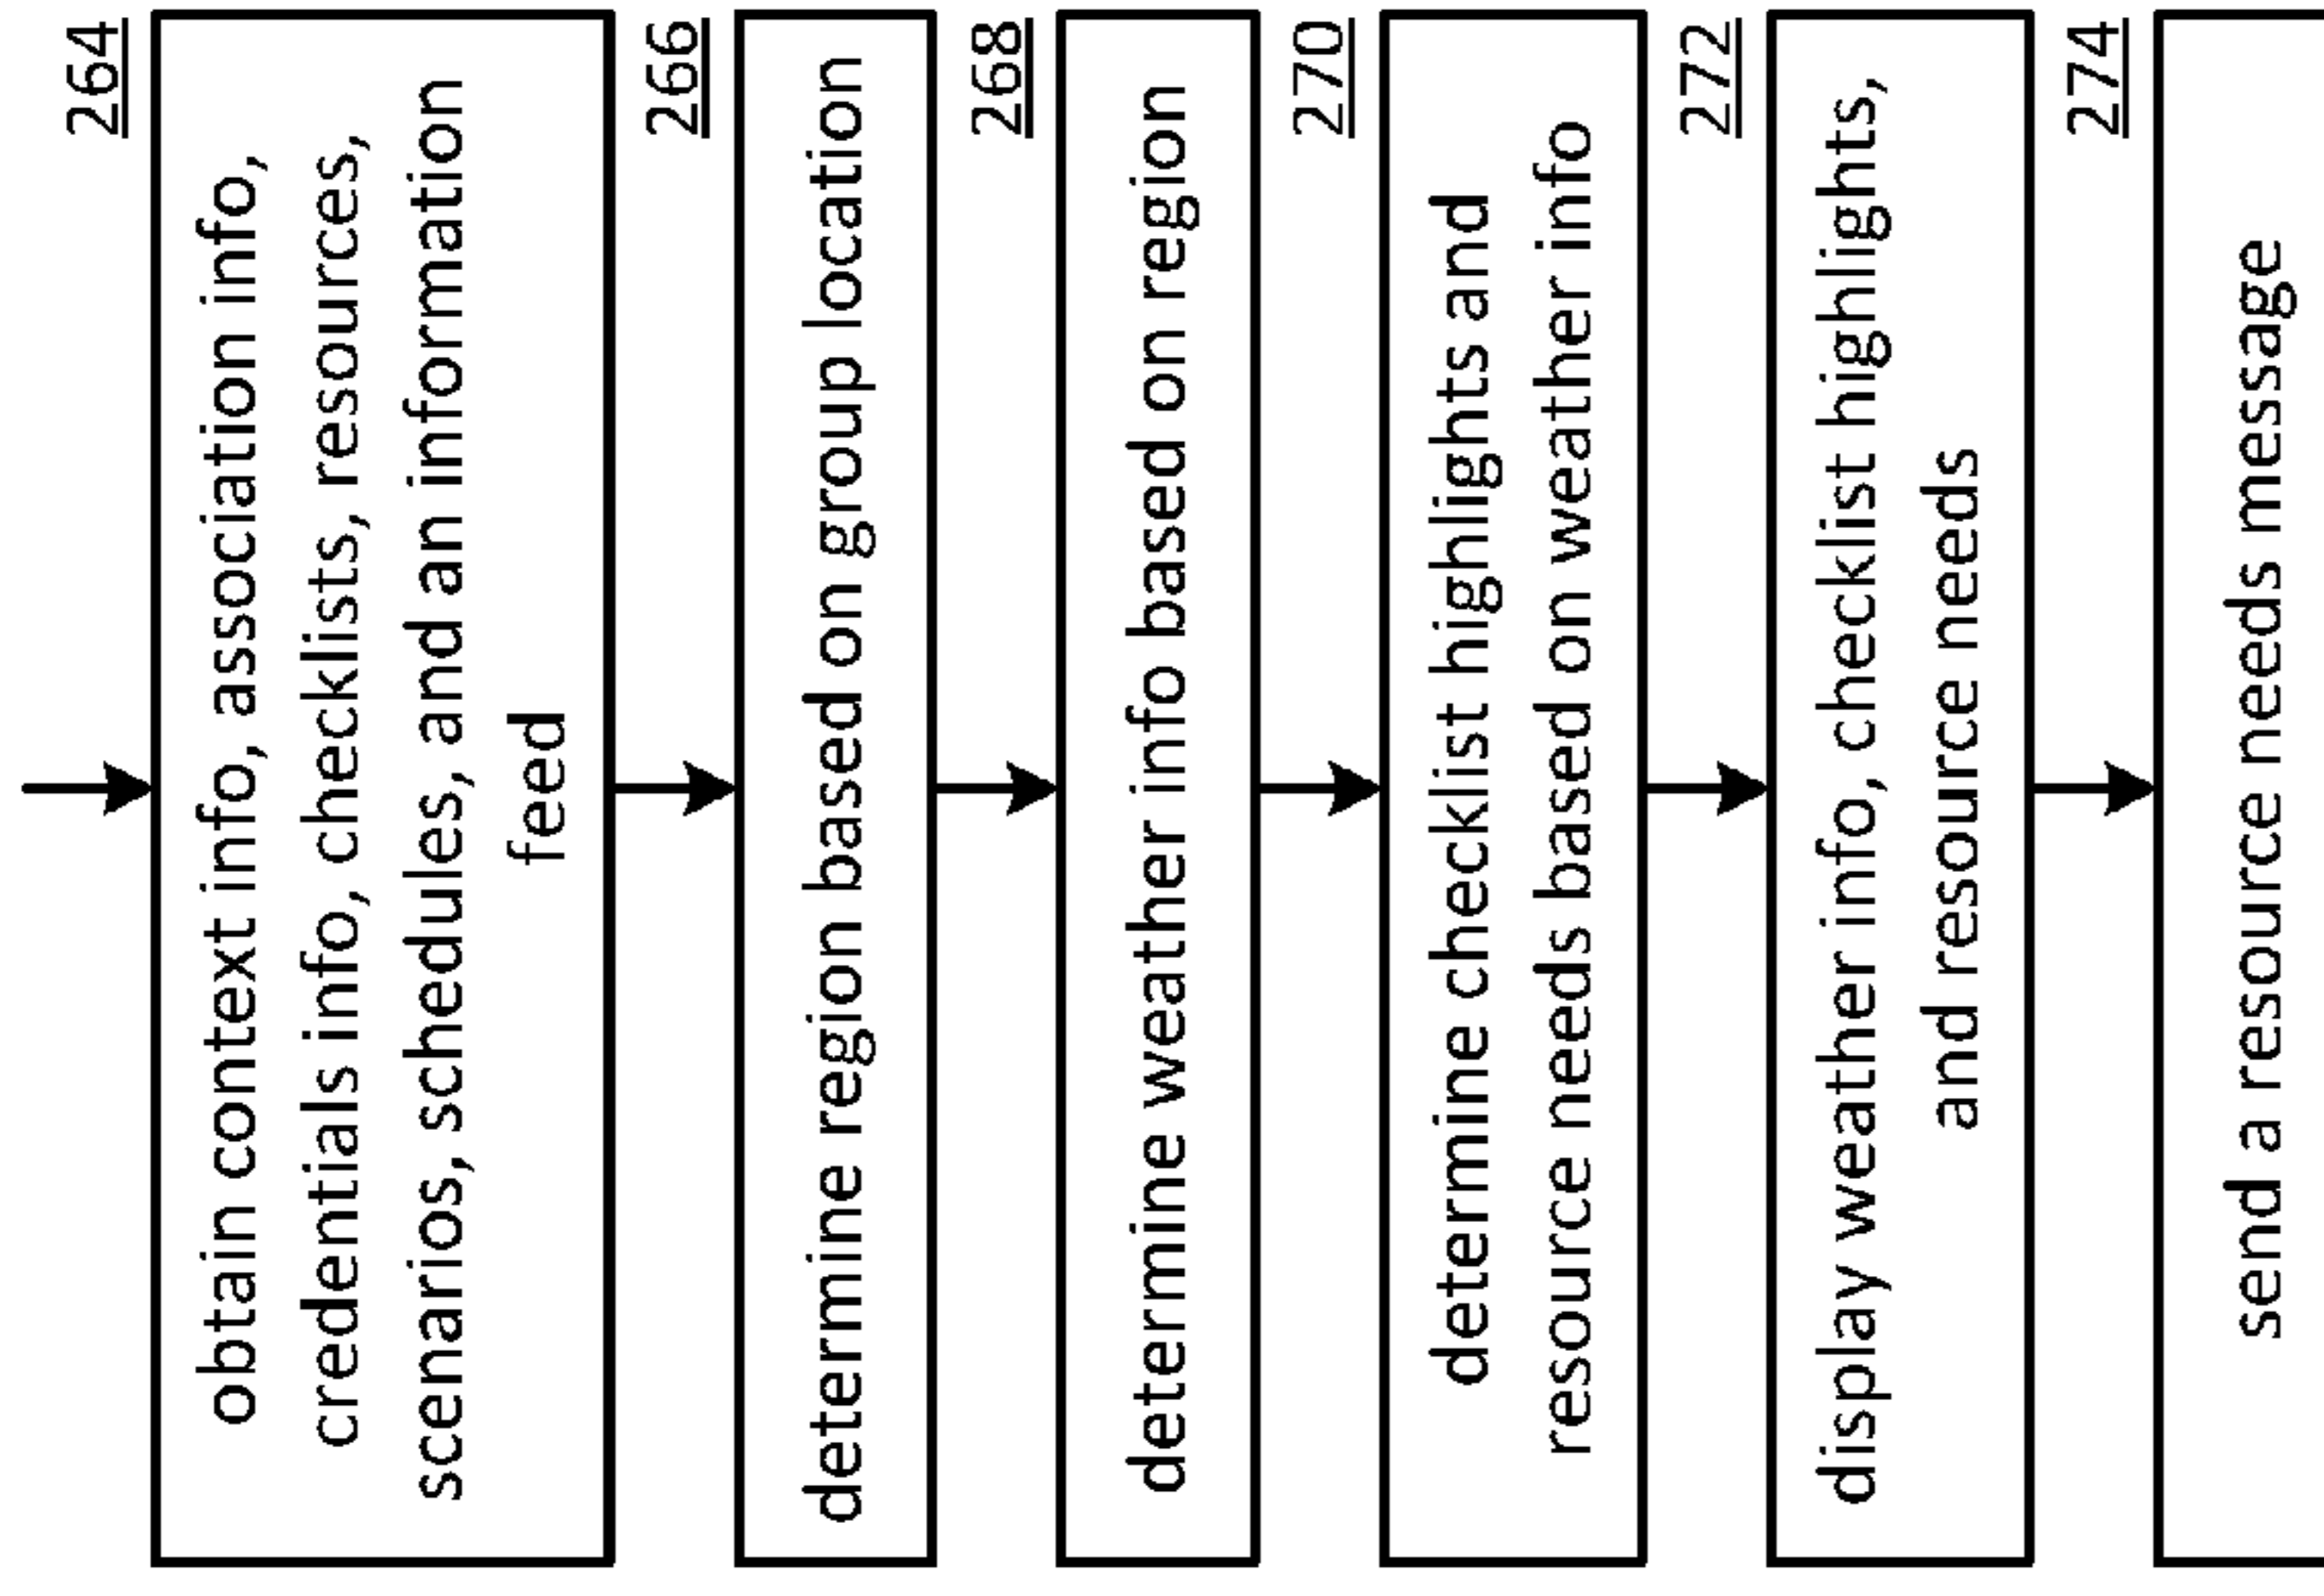 264
obtain context info, association info,
credentials info, checklists, resources,
scenarios, schedules, and an information
feed
266
determine region based on group location
268
determine weather info based on region
270
determine checklist highlights and
resource needs based on weather info
272
display weather info, checklist highlights,
and resource needs
274
send a resource needs message